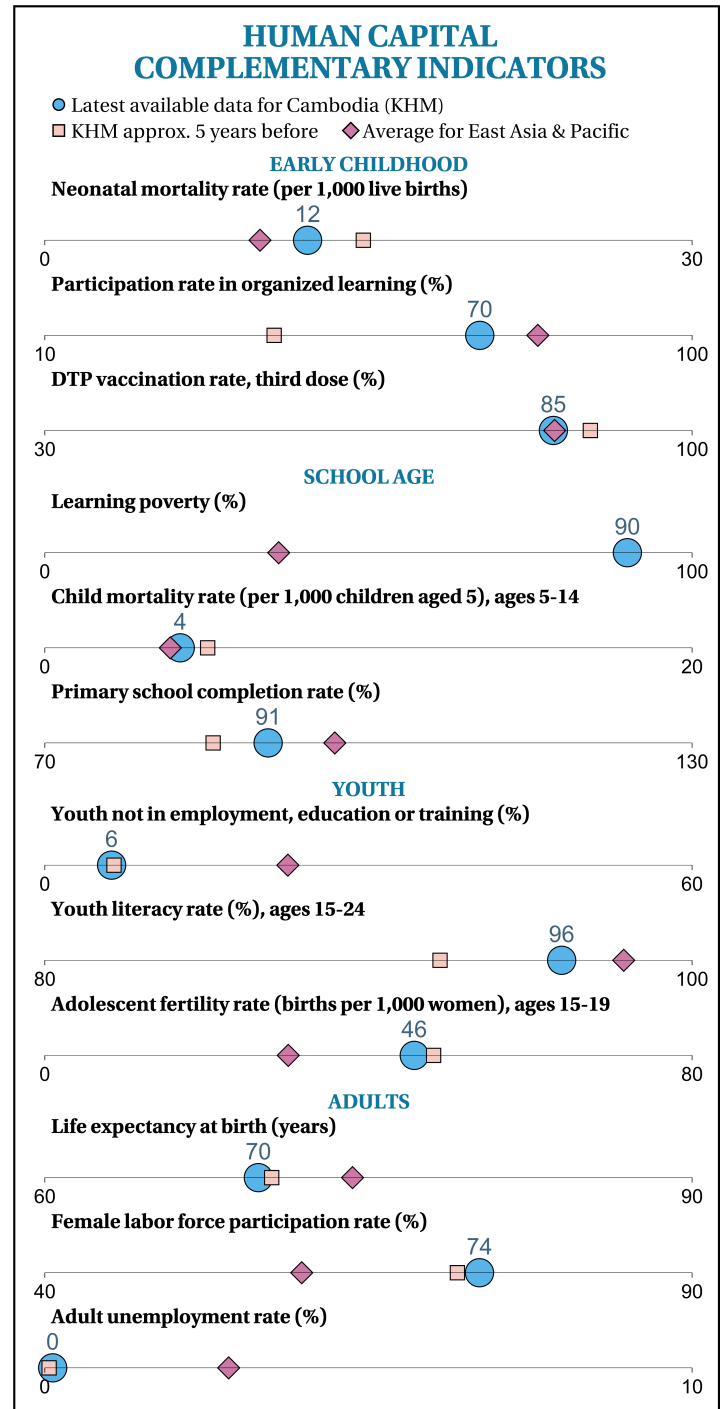 HUMAN CAPITAL
COMPLEMENTARY INDICATORS
Latest available data for Cambodia (KHM)
KHM approx. 5 years before Average for East Asia & Pacific
EARLY CHILDHOOD
Neonatal mortality rate (per 1,000 live births)
12
0 30
Participation rate in organized learning (%)
70
10 100
DTP vaccination rate, third dose (%)
85
30 100
SCHOOL AGE
Learning poverty (%)
90
0 100
Child mortality rate (per 1,000 children aged 5), ages 5-14
4
0 20
Primary school completion rate (%)
91
70 130
YOUTH
Youth not in employment, education or training (%)
6
0 60
Youth literacy rate (%), ages 15-24
96
80 100
Adolescent fertility rate (births per 1,000 women), ages 15-19
46
0 80
ADULTS
Life expectancy at birth (years)
70
60 90
Female labor force participation rate (%)
74
40 90
Adult unemployment rate (%)
0
0 10